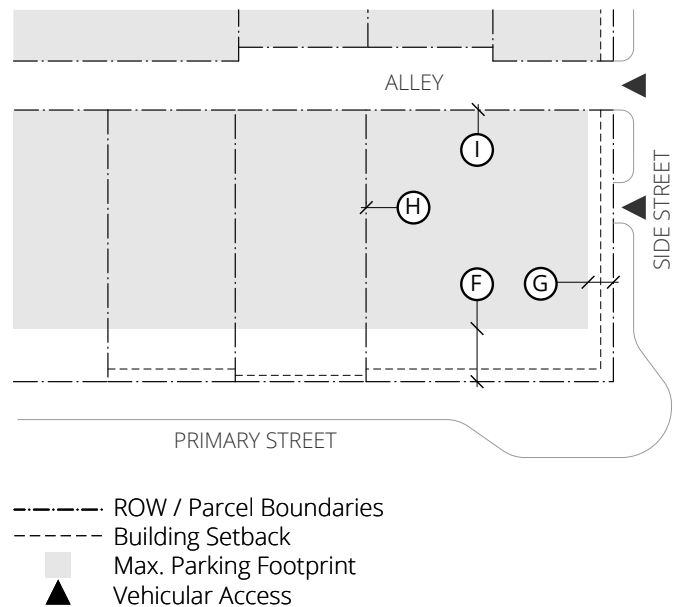 ALLEY
I
H
SIDE STREET
F
G
PRIMARY STREET
ROW / Parcel Boundaries
Building Setback
Max. Parking Footprint
Vehicular Access